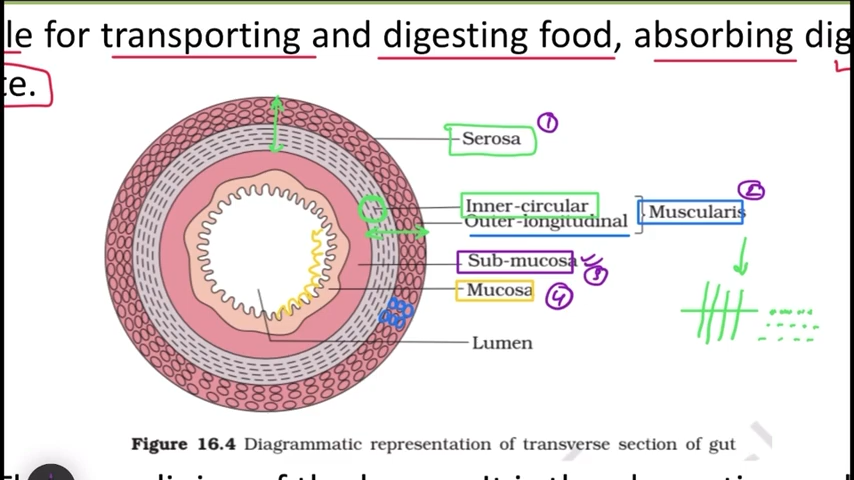 le for transporting and digesting food, absorbing dig
te.
Serosa ①
Inner-circular
Outer-longitudinal
Muscularis ②
Sub-mucosa ③
Mucosa ④
Lumen
Figure 16.4 Diagrammatic representation of transverse section of gut